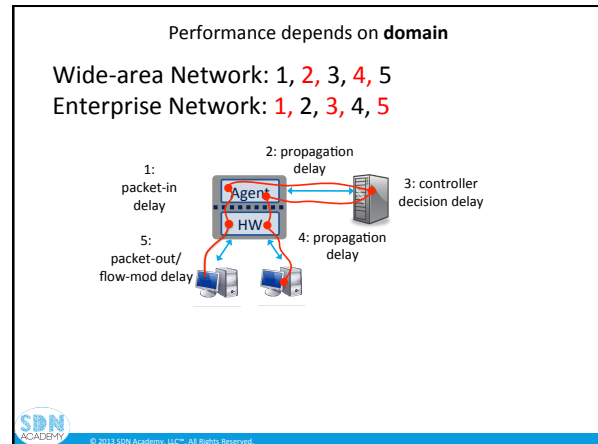 Performance depends on domain
Wide-area Network: 1, 2, 3, 4, 5
Enterprise Network: 1, 2, 3, 4, 5
2: propagation
delay
1:
packet-in
delay
Agent
3: controller
decision delay
HW
5:
packet-out/
flow-mod delay
4: propagation
delay
SDN
ACADEMY
© 2013 SDN Academy, LLC™. All Rights Reserved.